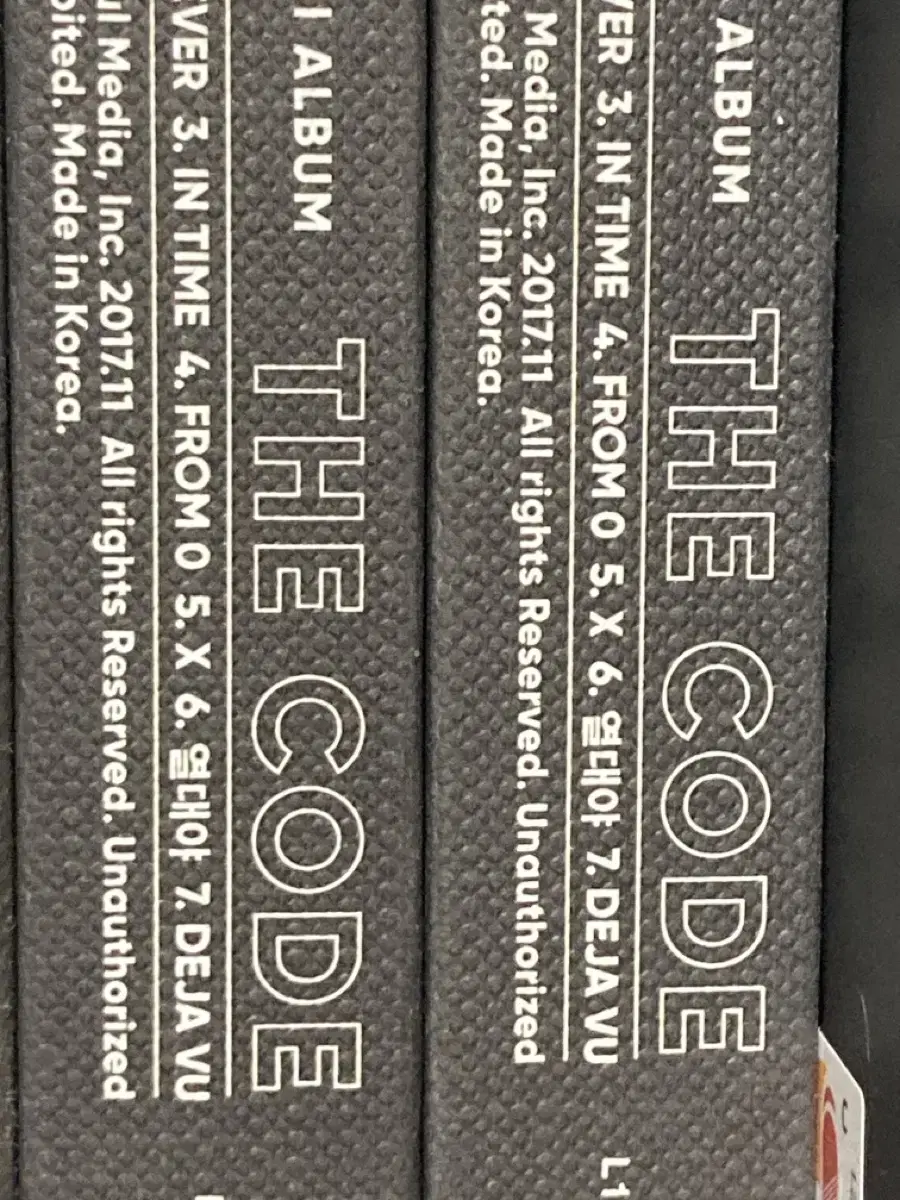 I ALBUM
THE CODE
VER 3. IN TIME 4. FROM 0 5. X 6. 열대야 7. DEJA VU
Media, Inc. 2017.11 All rights Reserved. Unauthorized
bited. Made in Korea.
ALBUM
THE CODE
VER 3. IN TIME 4. FROM 0 5. X 6. 열대야 7. DEJA VU
Media, Inc. 2017.11 All rights Reserved. Unauthorized
ted. Made in Korea.
L1
C